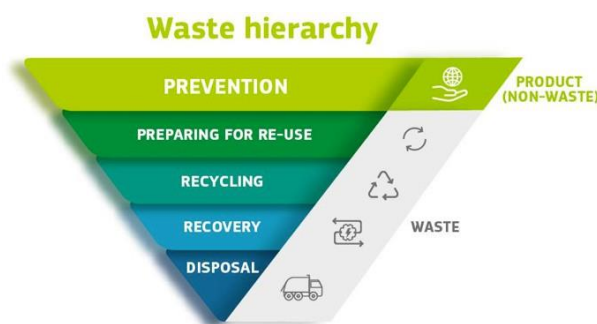 Waste hierarchy
PREVENTION
PRODUCT
(NON-WASTE)
PREPARING FOR RE-USE
RECYCLING
RECOVERY
WASTE
DISPOSAL